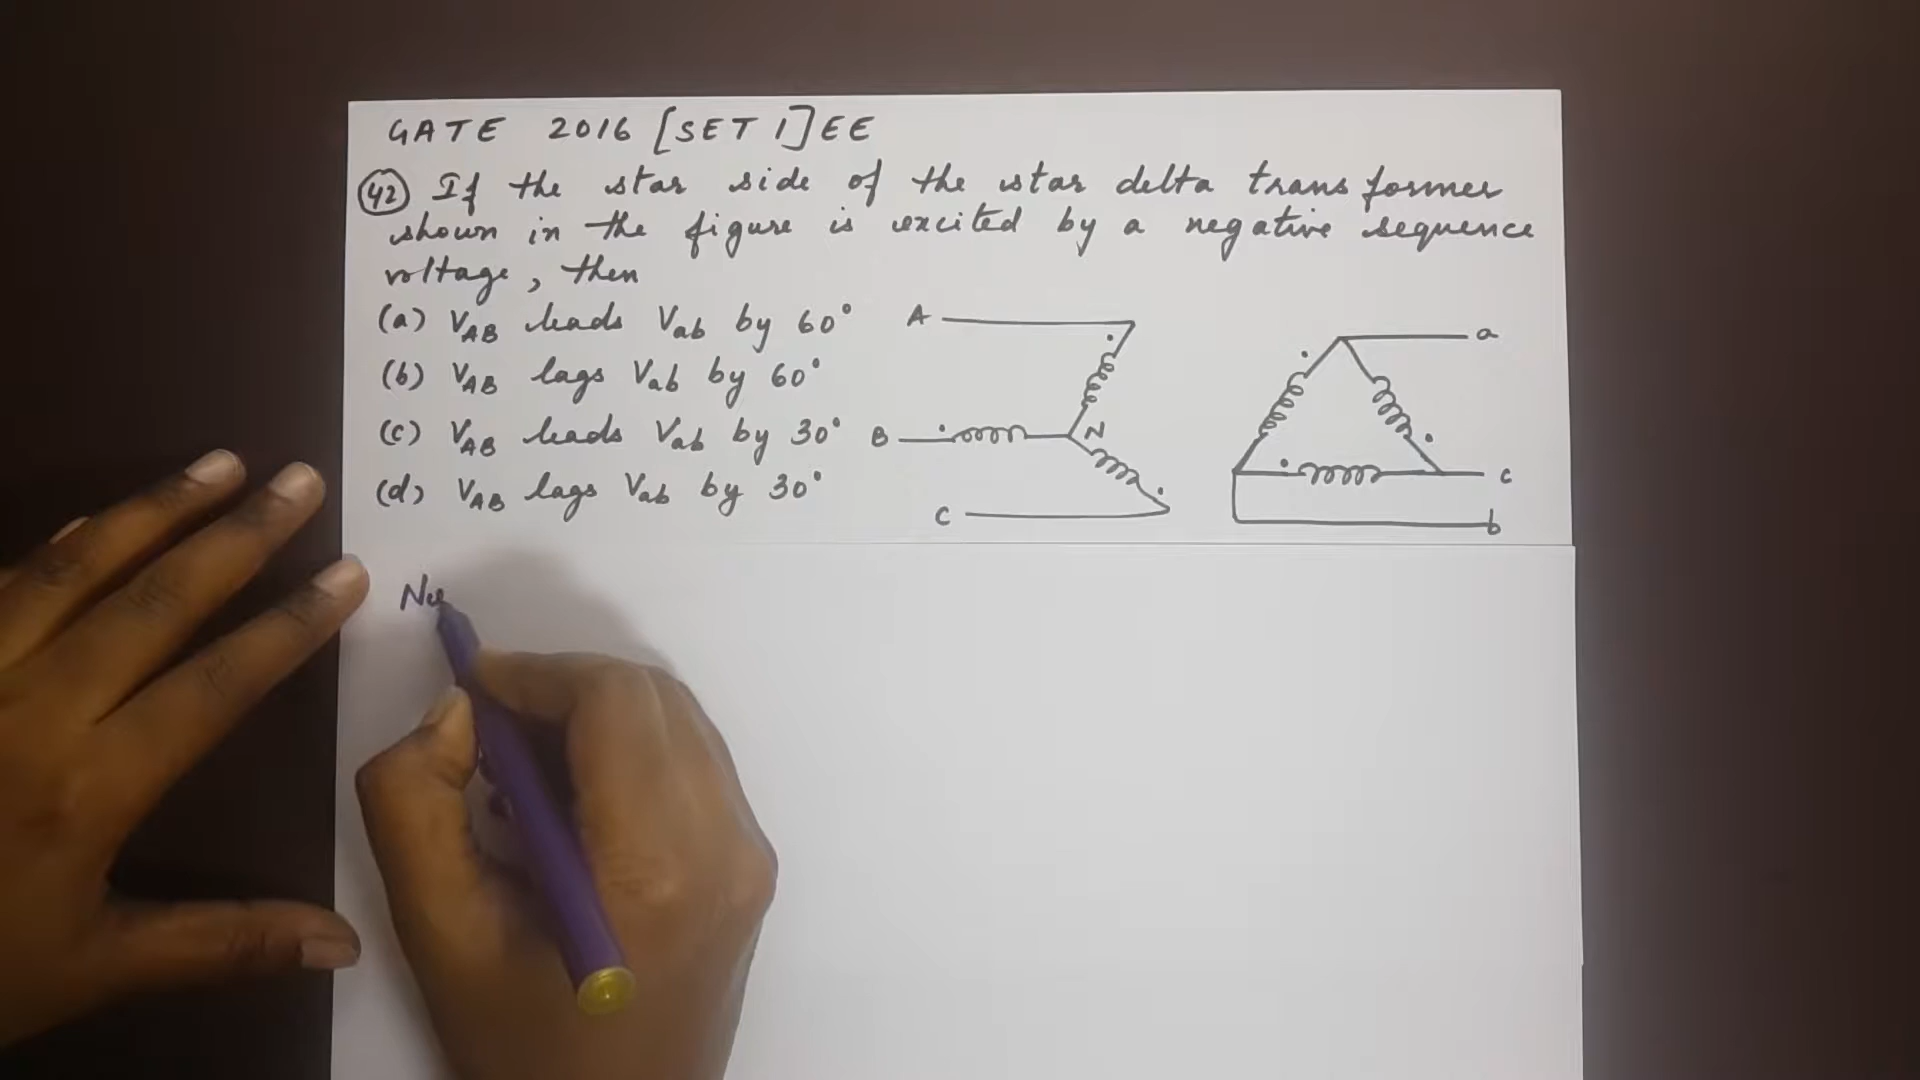 GATE 2016 [SET 1] EE
42 If the star side of the star delta transformer
shown in the figure is excited by a negative sequence
voltage, then
(a) VAB leads Vab by 60°
(b) VAB lags Vab by 60°
(c) VAB leads Vab by 30°
(d) VAB lags Vab by 30°
A
B
N
C
a
c
b
Ne